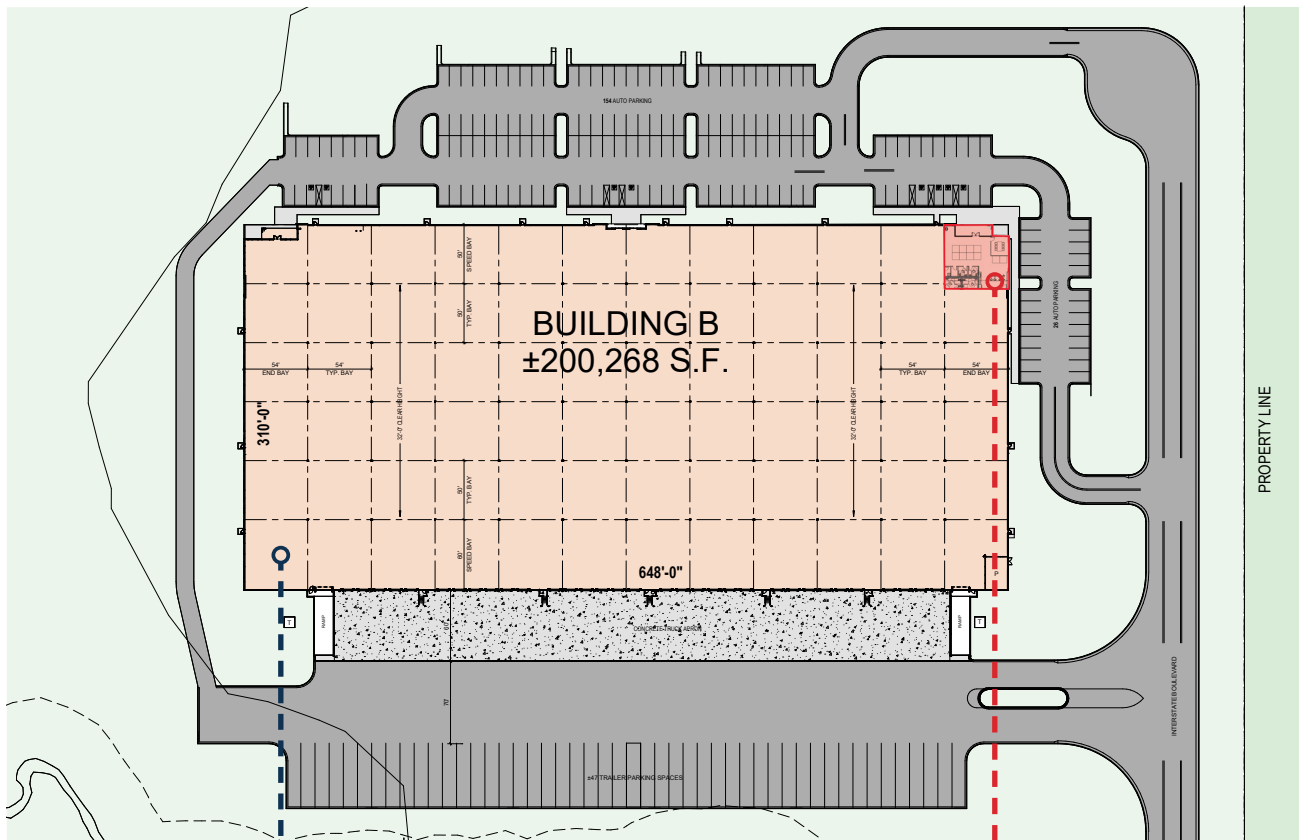 154 AUTO PARKING
50'
SPEED BAY
50'
TYP. BAY
BUILDING B
±200,268 S.F.
26 AUTO PARKING
54'
END BAY
54'
TYP. BAY
54'
TYP. BAY
54'
END BAY
32'-0" CLEAR HEIGHT
32'-0" CLEAR HEIGHT
310'-0"
PROPERTY LINE
50'
TYP. BAY
60'
SPEED BAY
648'-0"
P
T
RAMP
CONCRETE TRUCK APRON
RAMP
T
70'
INTERSTATE BOULEVARD
±47 TRAILER PARKING SPACES